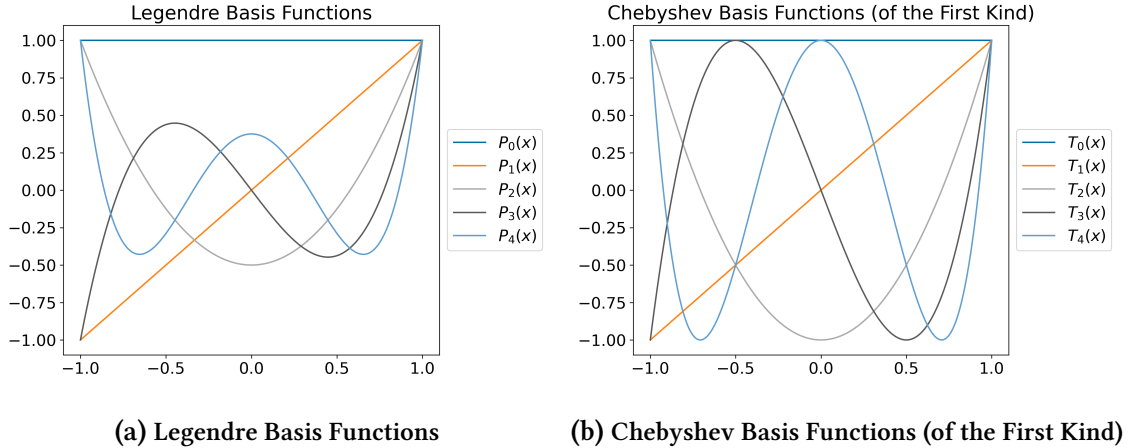 Legendre Basis Functions
1.00
0.75
0.50
0.25
0.00
−0.25
−0.50
−0.75
−1.00
−1.0 −0.5 0.0 0.5 1.0
P₀(x)
P₁(x)
P₂(x)
P₃(x)
P₄(x)
(a) Legendre Basis Functions
Chebyshev Basis Functions (of the First Kind)
1.00
0.75
0.50
0.25
0.00
−0.25
−0.50
−0.75
−1.00
−1.0 −0.5 0.0 0.5 1.0
T₀(x)
T₁(x)
T₂(x)
T₃(x)
T₄(x)
(b) Chebyshev Basis Functions (of the First Kind)